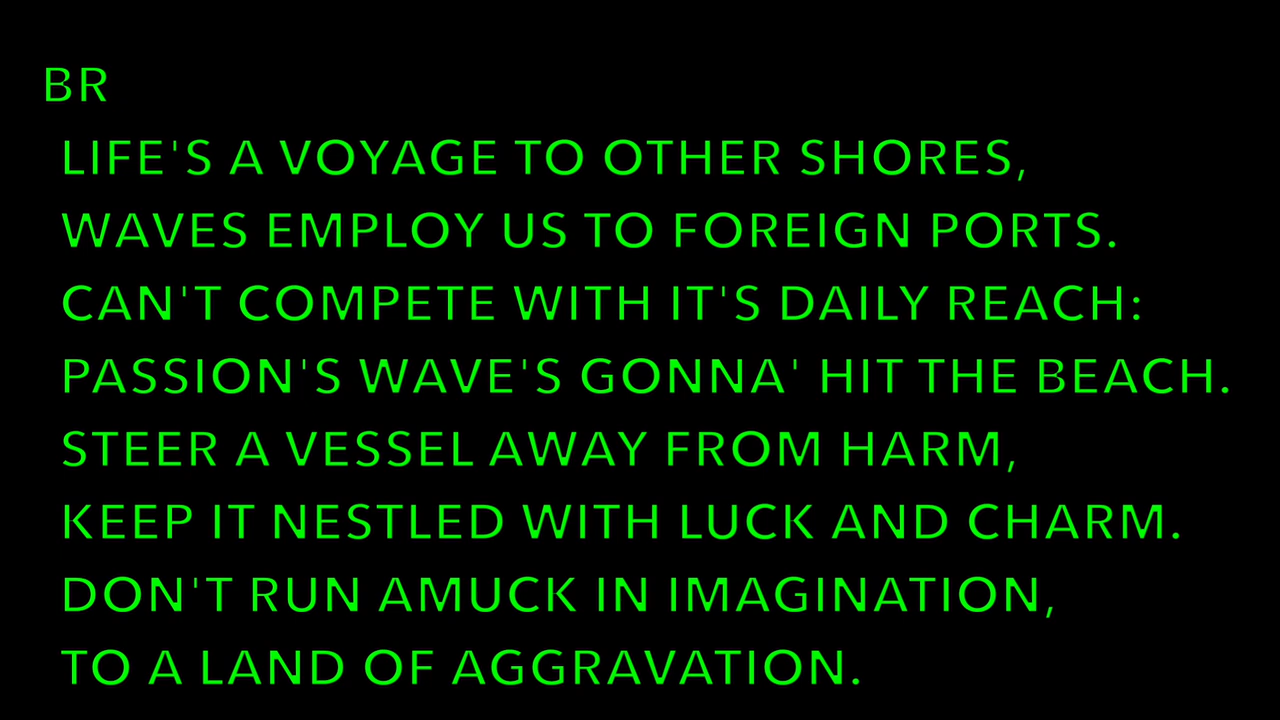 BR
LIFE'S A VOYAGE TO OTHER SHORES,
WAVES EMPLOY US TO FOREIGN PORTS.
CAN'T COMPETE WITH IT'S DAILY REACH:
PASSION'S WAVE'S GONNA' HIT THE BEACH.
STEER A VESSEL AWAY FROM HARM,
KEEP IT NESTLED WITH LUCK AND CHARM.
DON'T RUN AMUCK IN IMAGINATION,
TO A LAND OF AGGRAVATION.